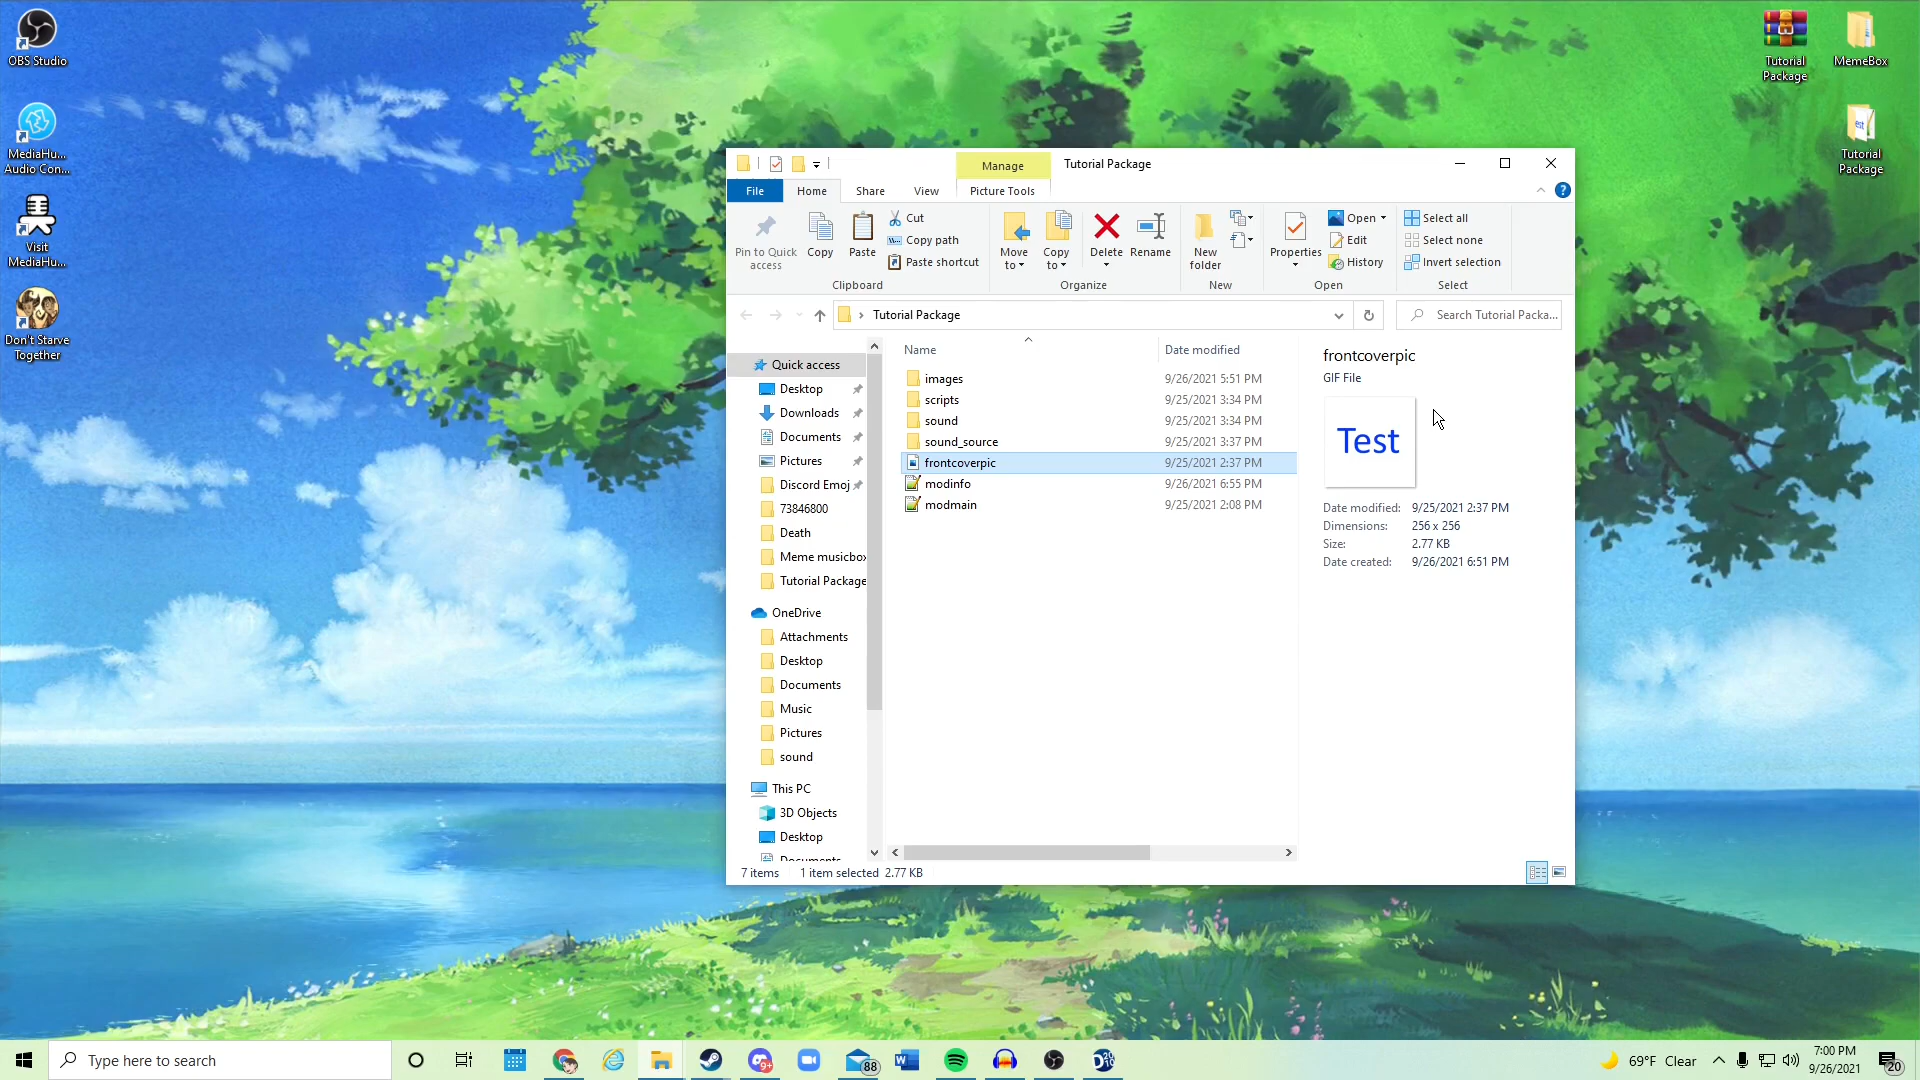 OBS Studio
MediaHu...
Audio Con...
Visit
MediaHu...
Don't Starve
Together
Tutorial
Package
MemeBox
Tutorial
Package
Manage
Tutorial Package
File
Home
Share
View
Picture Tools
Pin to Quick
access
Copy
Paste
Cut
Copy path
Paste shortcut
Clipboard
Move
to
Copy
to
Delete
Rename
Organize
New
folder
New
Properties
Open
Edit
History
Open
Select all
Select none
Invert selection
Select
Tutorial Package
Search Tutorial Packa...
Quick access
Desktop
Downloads
Documents
Pictures
Discord Emoj
73846800
Death
Meme musicbox
Tutorial Package
OneDrive
Attachments
Desktop
Documents
Music
Pictures
sound
This PC
3D Objects
Desktop
Documents
Name
Date modified
images 9/26/2021 5:51 PM
scripts 9/25/2021 3:34 PM
sound 9/25/2021 3:34 PM
sound_source 9/25/2021 3:37 PM
frontcoverpic 9/25/2021 2:37 PM
modinfo 9/26/2021 6:55 PM
modmain 9/25/2021 2:08 PM
frontcoverpic
GIF File
Test
Date modified: 9/25/2021 2:37 PM
Dimensions: 256 x 256
Size: 2.77 KB
Date created: 9/26/2021 6:51 PM
7 items 1 item selected 2.77 KB
Type here to search
9+
88
69°F Clear
7:00 PM
9/26/2021
20